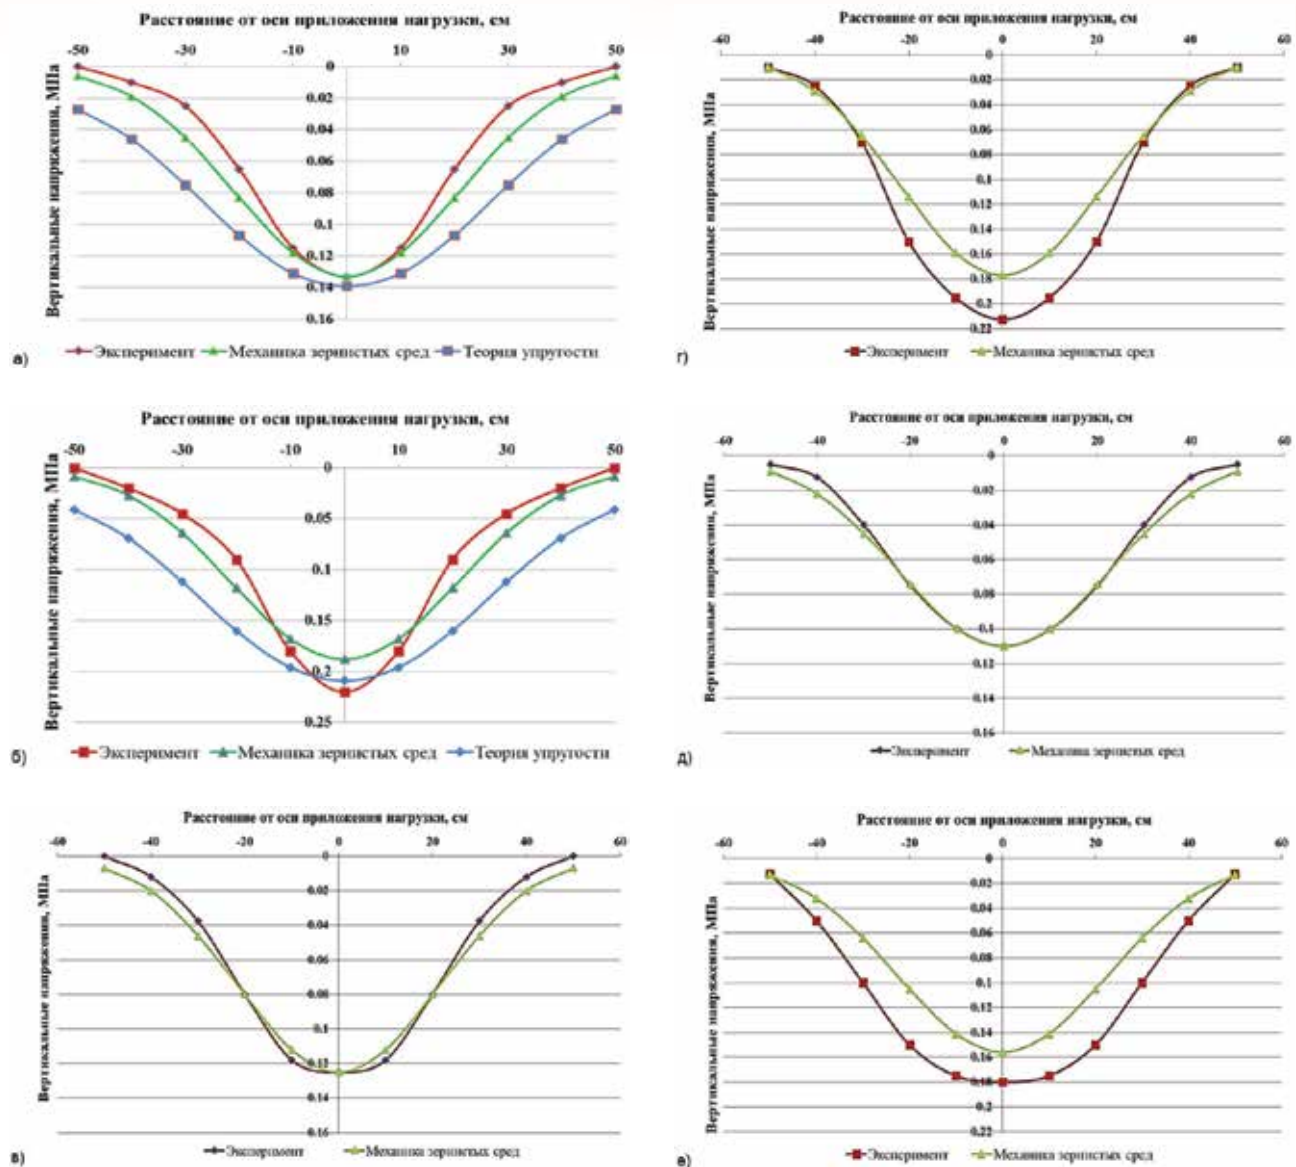 Расстояние от оси приложения нагрузки, см
-50 -30 -10 10 30 50
0
0.02
0.04
0.06
0.08
0.1
0.12
0.14
0.16
Вертикальные напряжения, МПа
Эксперимент Механика зернистых сред Теория упругости
а)
Расстояние от оси приложения нагрузки, см
-50 -30 -10 10 30 50
0
0.05
0.1
0.15
0.2
0.25
Вертикальные напряжения, МПа
Эксперимент Механика зернистых сред Теория упругости
б)
Расстояние от оси приложения нагрузки, см
-60 -40 -20 0 20 40 60
0.02
0.04
0.06
0.08
0.1
0.12
0.14
0.16
Вертикальные напряжения, МПа
Эксперимент Механика зернистых сред
в)
Расстояние от оси приложения нагрузки, см
-60 -40 -20 0 20 40 60
0.02
0.04
0.06
0.08
0.1
0.12
0.14
0.16
0.18
0.2
0.22
Вертикальные напряжения, МПа
Эксперимент Механика зернистых сред
г)
Расстояние от оси приложения нагрузки, см
-60 -40 -20 0 20 40 60
0.02
0.04
0.06
0.08
0.1
0.12
0.14
0.16
Вертикальные напряжения, МПа
Эксперимент Механика зернистых сред
д)
Расстояние от оси приложения нагрузки, см
-60 -40 -20 0 20 40 60
0.02
0.04
0.06
0.08
0.1
0.12
0.14
0.16
0.18
0.2
0.22
Вертикальные напряжения, МПа
Эксперимент Механика зернистых сред
е)